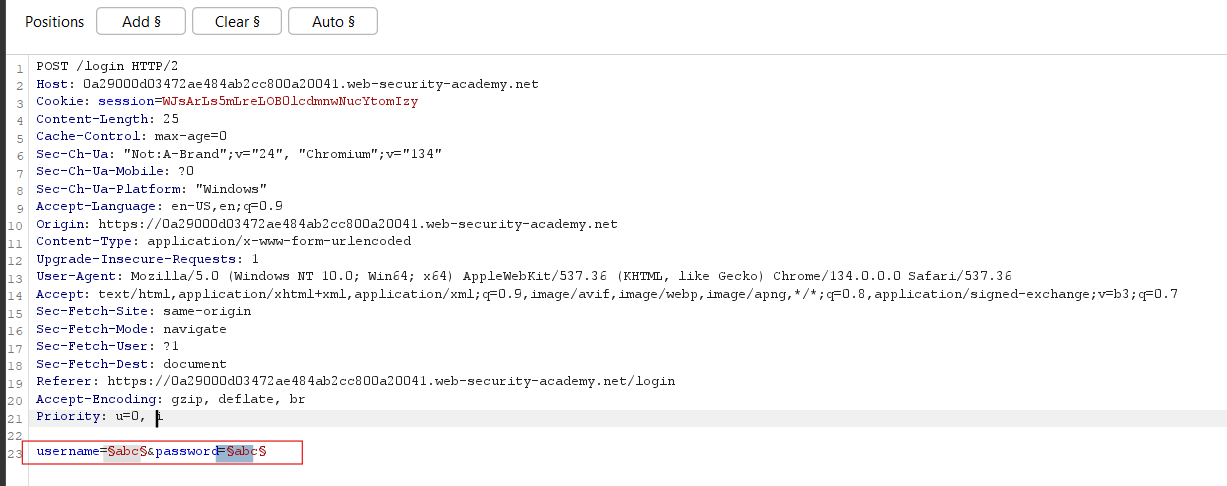 Positions Add § Clear § Auto §
1 POST /login HTTP/2
2 Host: 0a29000d03472ae484ab2cc800a20041.web-security-academy.net
3 Cookie: session=WJsArLs5mLreLOBOlcdmnwNucYtomIzy
4 Content-Length: 25
5 Cache-Control: max-age=0
6 Sec-Ch-Ua: "Not:A-Brand";v="24", "Chromium";v="134"
7 Sec-Ch-Ua-Mobile: ?0
8 Sec-Ch-Ua-Platform: "Windows"
9 Accept-Language: en-US,en;q=0.9
10 Origin: https://0a29000d03472ae484ab2cc800a20041.web-security-academy.net
11 Content-Type: application/x-www-form-urlencoded
12 Upgrade-Insecure-Requests: 1
13 User-Agent: Mozilla/5.0 (Windows NT 10.0; Win64; x64) AppleWebKit/537.36 (KHTML, like Gecko) Chrome/134.0.0.0 Safari/537.36
14 Accept: text/html,application/xhtml+xml,application/xml;q=0.9,image/avif,image/webp,image/apng,*/*;q=0.8,application/signed-exchange;v=b3;q=0.7
15 Sec-Fetch-Site: same-origin
16 Sec-Fetch-Mode: navigate
17 Sec-Fetch-User: ?1
18 Sec-Fetch-Dest: document
19 Referer: https://0a29000d03472ae484ab2cc800a20041.web-security-academy.net/login
20 Accept-Encoding: gzip, deflate, br
21 Priority: u=0, i
22
23 username=§abc§&password=§abc§